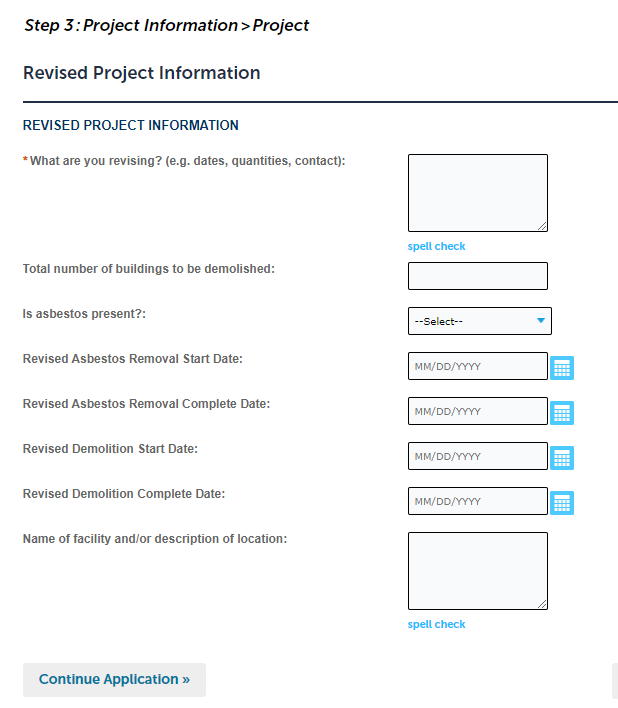 Step 3: Project Information > Project
Revised Project Information
REVISED PROJECT INFORMATION
* What are you revising? (e.g. dates, quantities, contact):
spell check
Total number of buildings to be demolished:
Is asbestos present?: --Select--
Revised Asbestos Removal Start Date: MM/DD/YYYY
Revised Asbestos Removal Complete Date: MM/DD/YYYY
Revised Demolition Start Date: MM/DD/YYYY
Revised Demolition Complete Date: MM/DD/YYYY
Name of facility and/or description of location:
spell check
Continue Application »